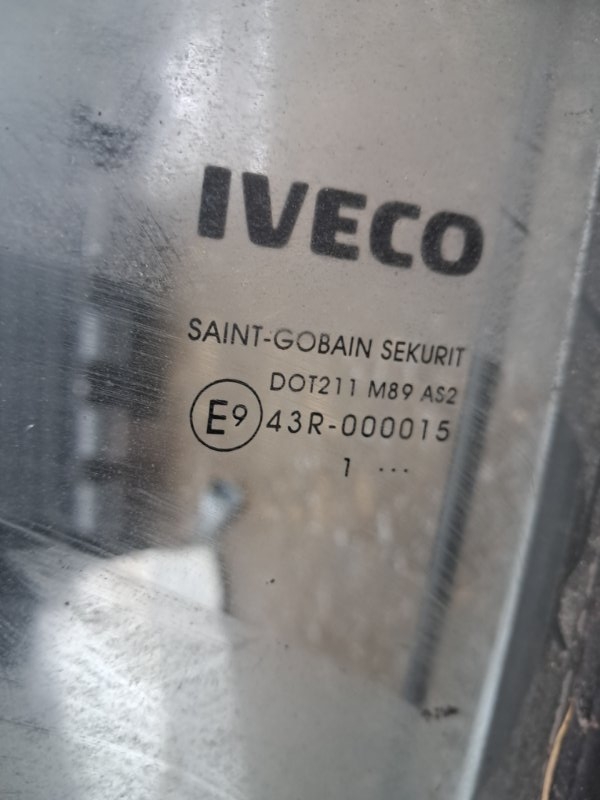 IVECO
SAINT-GOBAIN SEKURIT
DOT211 M89 AS2
E9 43R-000015
1 ...